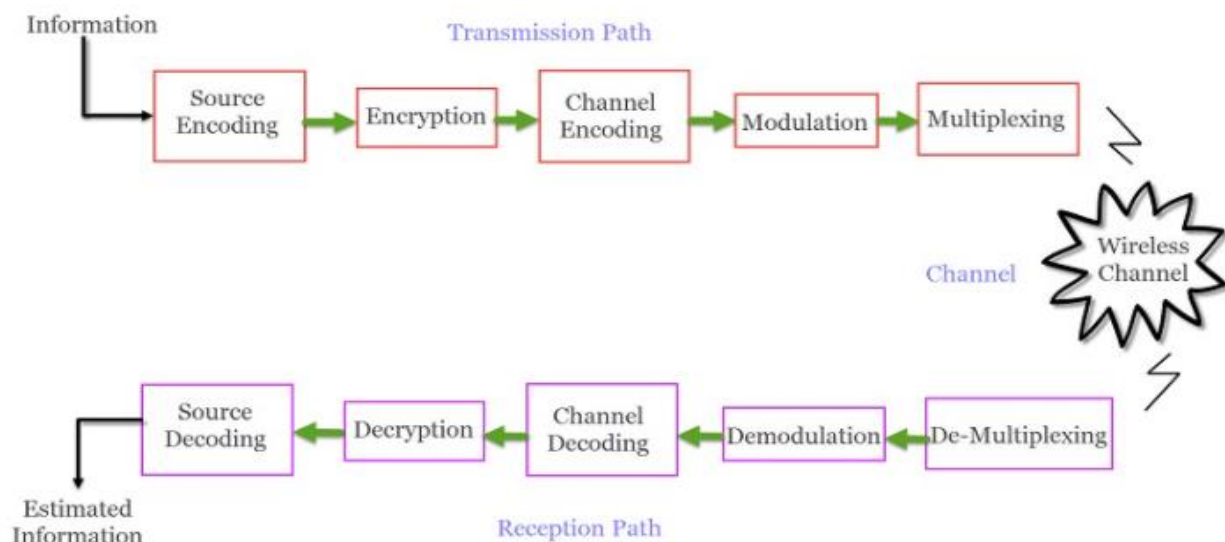 Information
Transmission Path
Source
Encoding
Encryption
Channel
Encoding
Modulation
Multiplexing
Wireless
Channel
Channel
Source
Decoding
Decryption
Channel
Decoding
Demodulation
De-Multiplexing
Estimated
Information
Reception Path